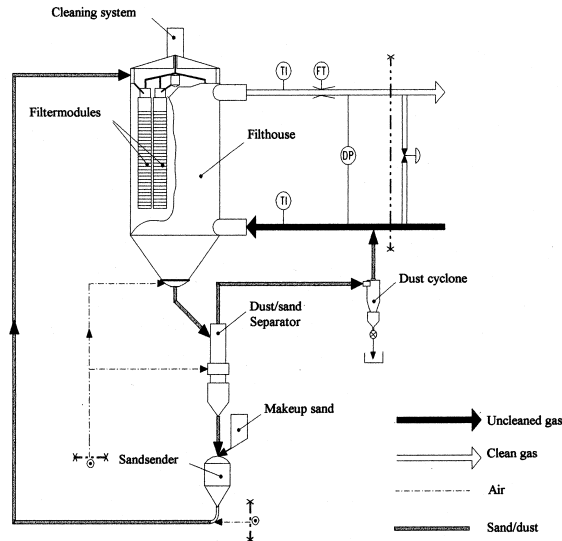 Cleaning system
TI
FT
Filtermodules
Filthouse
DP
TI
Dust cyclone
Dust/sand
Separator
Makeup sand
Sandsender
Uncleaned gas
Clean gas
Air
Sand/dust